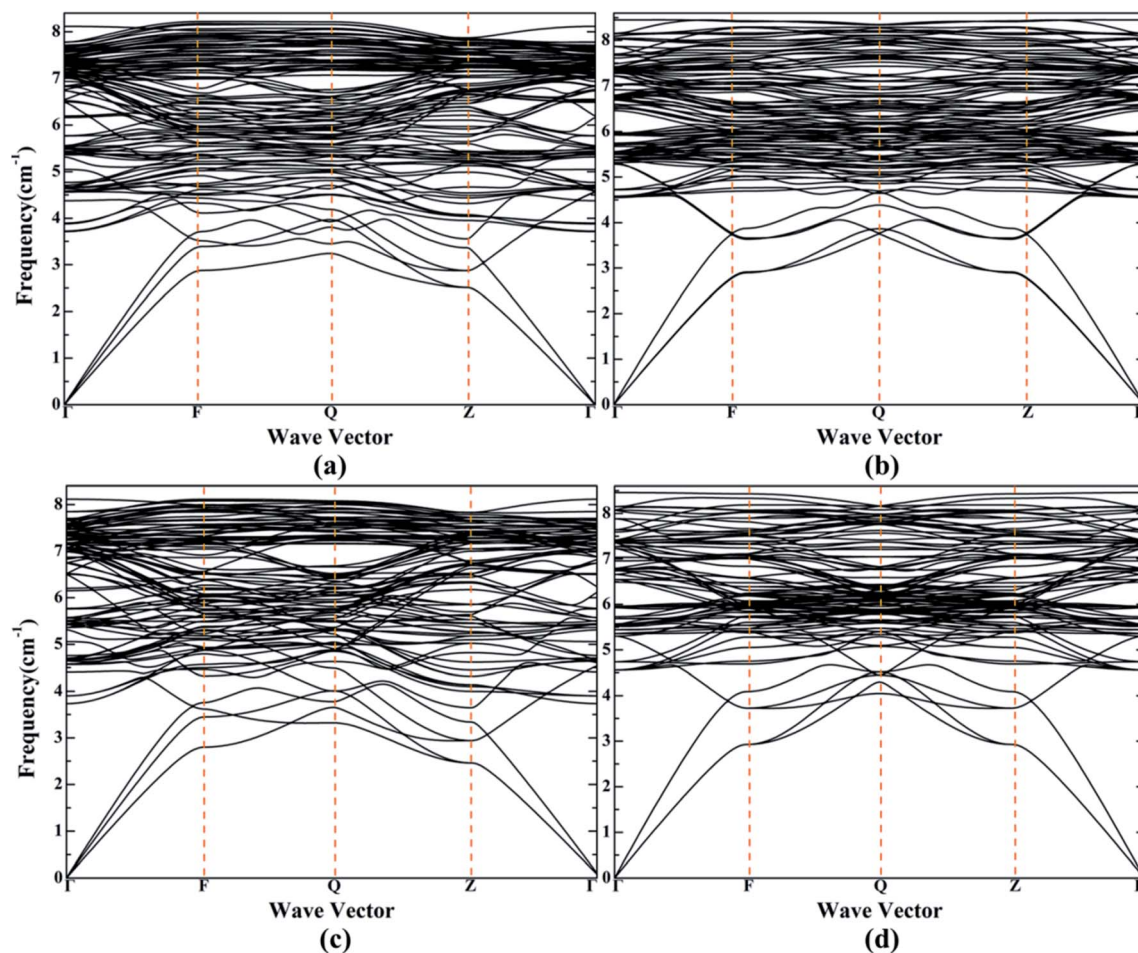 8
7
6
5
4
3
2
1
0
Frequency(cm⁻¹)
Γ F Q Z Γ
Wave Vector
(a)
8
7
6
5
4
3
2
1
0
Γ F Q Z Γ
Wave Vector
(b)
8
7
6
5
4
3
2
1
0
Frequency(cm⁻¹)
Γ F Q Z Γ
Wave Vector
(c)
8
7
6
5
4
3
2
1
0
Γ F Q Z Γ
Wave Vector
(d)